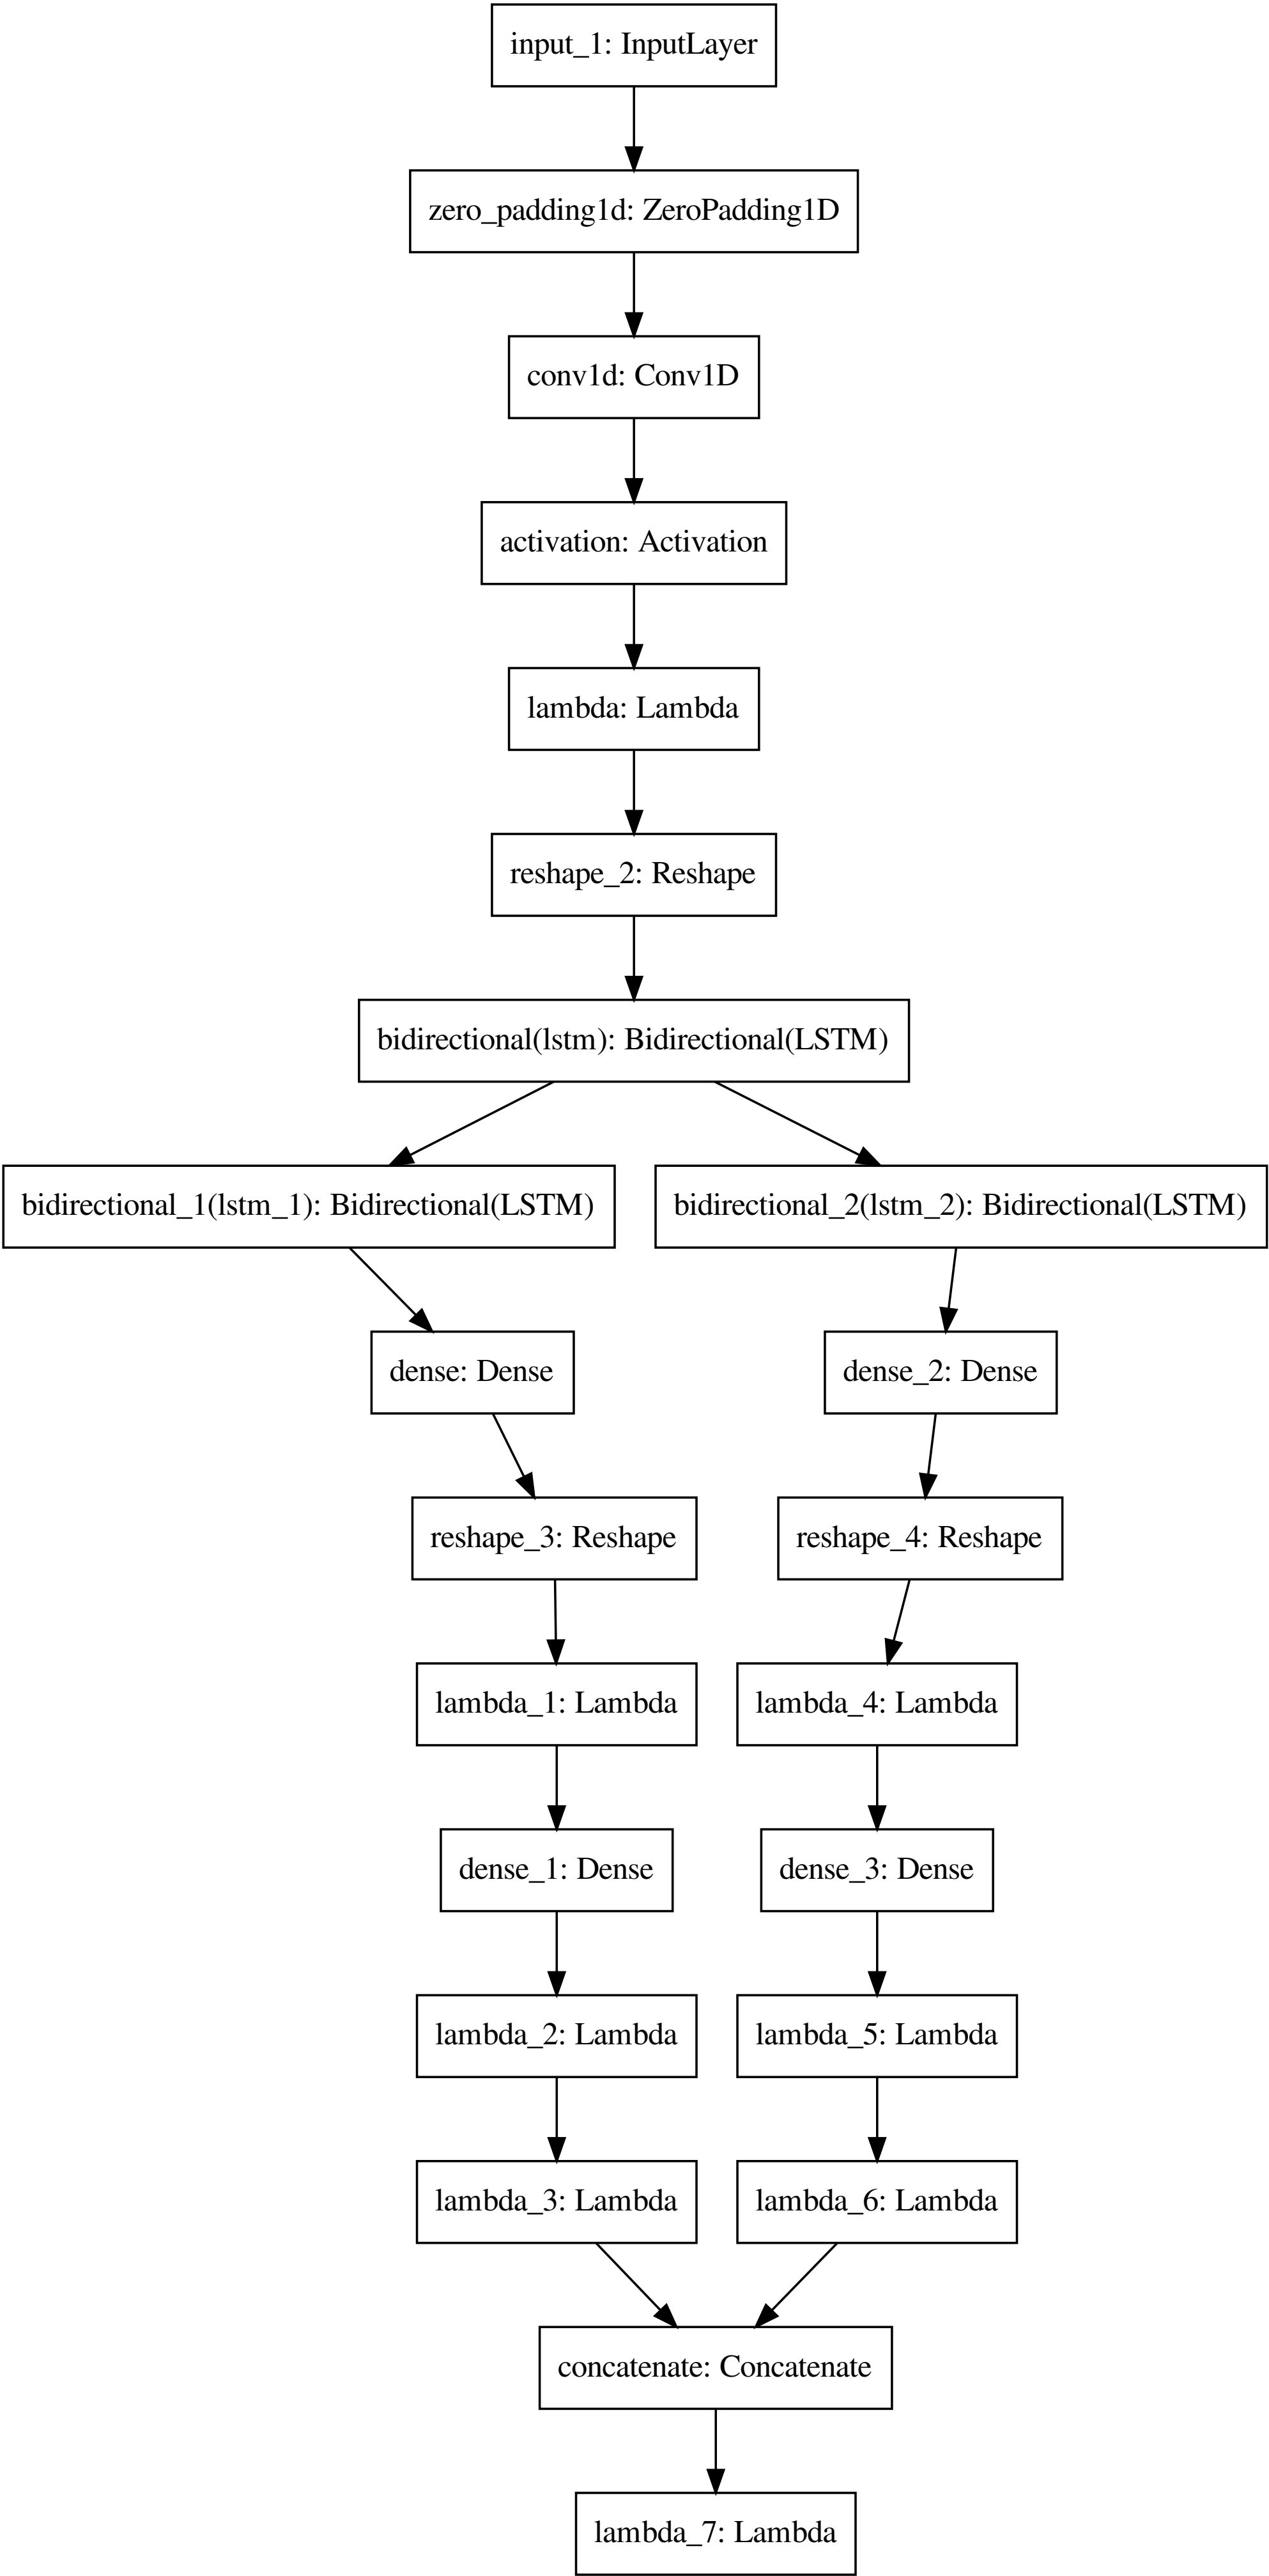 input_1: InputLayer
zero_padding1d: ZeroPadding1D
conv1d: Conv1D
activation: Activation
lambda: Lambda
reshape_2: Reshape
bidirectional(lstm): Bidirectional(LSTM)
bidirectional_1(lstm_1): Bidirectional(LSTM)
bidirectional_2(lstm_2): Bidirectional(LSTM)
dense: Dense
dense_2: Dense
reshape_3: Reshape
reshape_4: Reshape
lambda_1: Lambda
lambda_4: Lambda
dense_1: Dense
dense_3: Dense
lambda_2: Lambda
lambda_5: Lambda
lambda_3: Lambda
lambda_6: Lambda
concatenate: Concatenate
lambda_7: Lambda